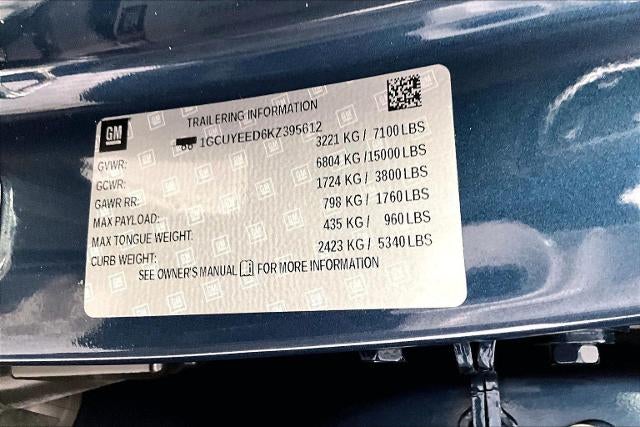 GM
TRAILERING INFORMATION
1GCUYEED6KZ395612
GVWR: 3221 KG / 7100 LBS
GCWR: 6804 KG / 15000 LBS
GAWR RR: 1724 KG / 3800 LBS
MAX PAYLOAD: 798 KG / 1760 LBS
MAX TONGUE WEIGHT: 435 KG / 960 LBS
CURB WEIGHT: 2423 KG / 5340 LBS
SEE OWNER'S MANUAL FOR MORE INFORMATION